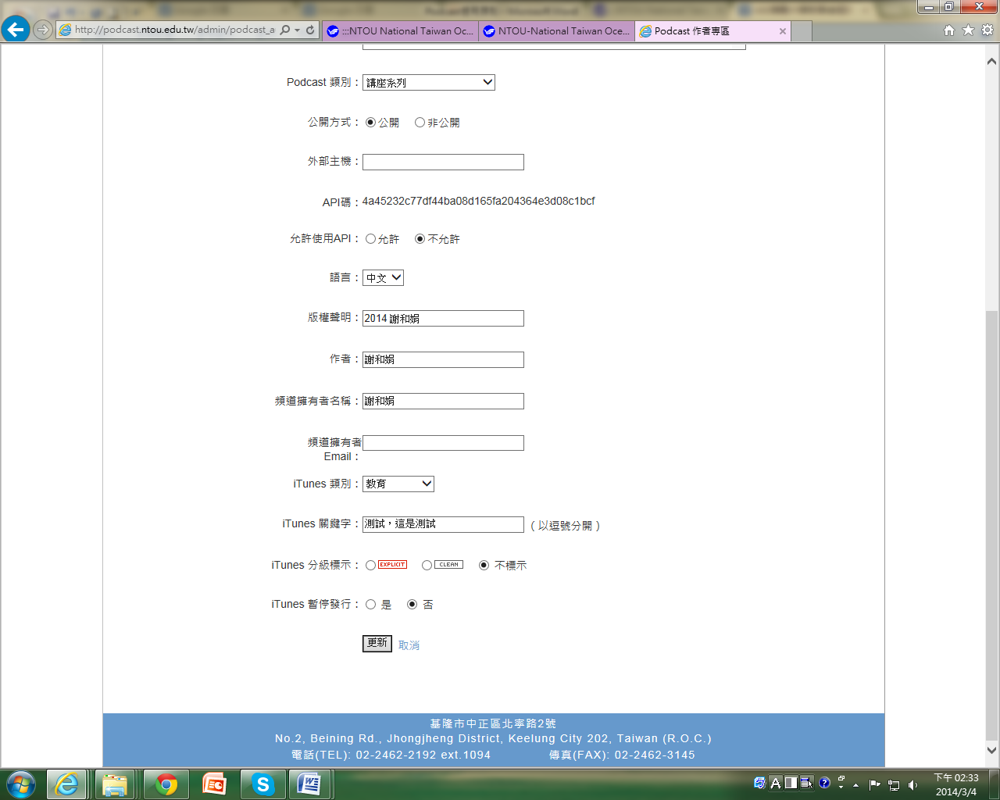 http://podcast.ntou.edu.tw/admin/podcast_a
:::NTOU National Taiwan Oc...
NTOU-National Taiwan Oce...
Podcast 作者專區
Podcast 類別：
講座系列
公開方式：
公開
非公開
外部主機：
API碼：
4a45232c77df44ba08d165fa204364e3d08c1bcf
允許使用API：
允許
不允許
語言：
中文
版權聲明：
2014 謝和娟
作者：
謝和娟
頻道擁有者名稱：
謝和娟
頻道擁有者
Email：
iTunes 類別：
教育
iTunes 關鍵字：
測試，這是測試
（以逗號分開）
iTunes 分級標示：
EXPLICIT
CLEAN
不標示
iTunes 暫停發行：
是
否
更新
取消
基隆市中正區北寧路2號
No.2, Beining Rd., Jhongjheng District, Keelung City 202, Taiwan (R.O.C.)
電話(TEL): 02-2462-2192 ext.1094
傳真(FAX): 02-2462-3145
A
下午 02:33
2014/3/4